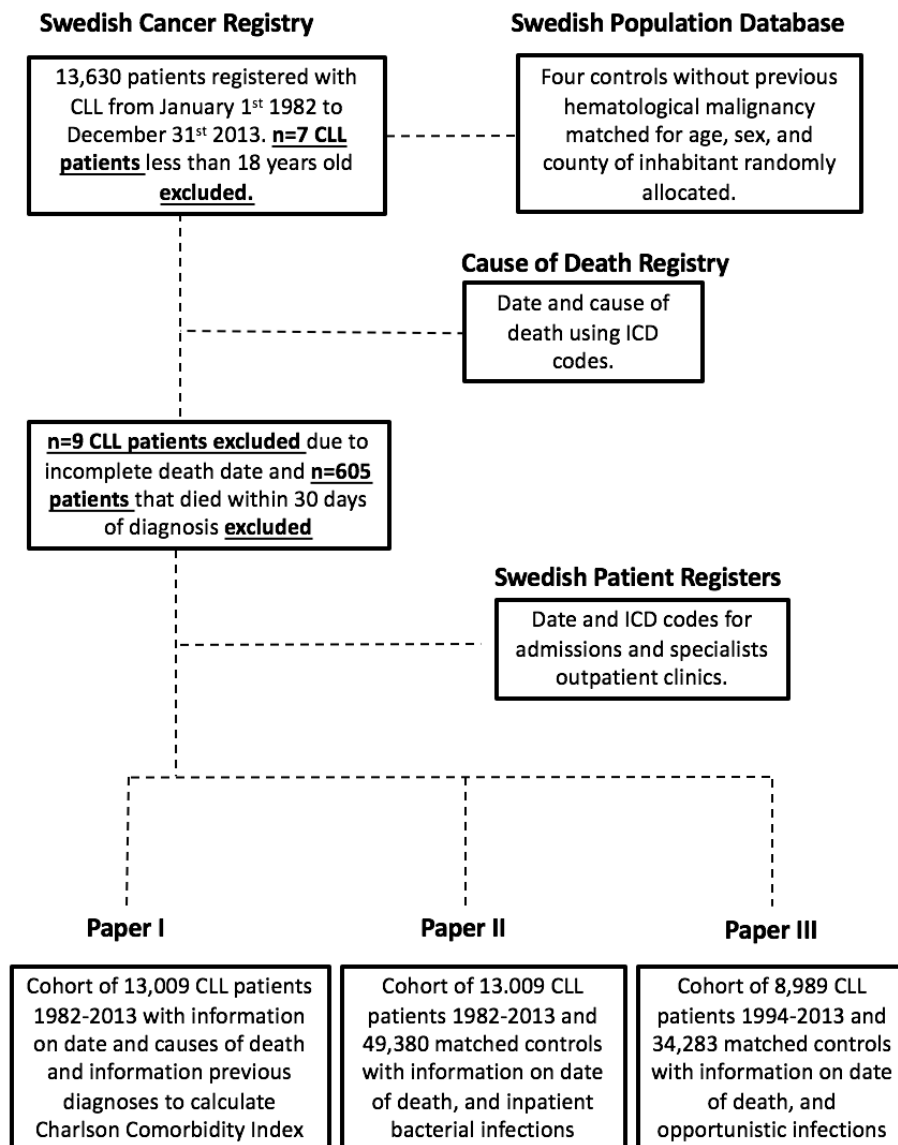 Swedish Cancer Registry
13,630 patients registered with
CLL from January 1st 1982 to
December 31st 2013. n=7 CLL
patients less than 18 years old
excluded.
Swedish Population Database
Four controls without previous
hematological malignancy
matched for age, sex, and
county of inhabitant randomly
allocated.
Cause of Death Registry
Date and cause of
death using ICD
codes.
n=9 CLL patients excluded due to
incomplete death date and n=605
patients that died within 30 days
of diagnosis excluded
Swedish Patient Registers
Date and ICD codes for
admissions and specialists
outpatient clinics.
Paper I
Cohort of 13,009 CLL patients
1982-2013 with information
on date and causes of death
and information previous
diagnoses to calculate
Charlson Comorbidity Index
Paper II
Cohort of 13.009 CLL
patients 1982-2013 and
49,380 matched controls
with information on date
of death, and inpatient
bacterial infections
Paper III
Cohort of 8,989 CLL
patients 1994-2013 and
34,283 matched controls
with information on date
of death, and
opportunistic infections